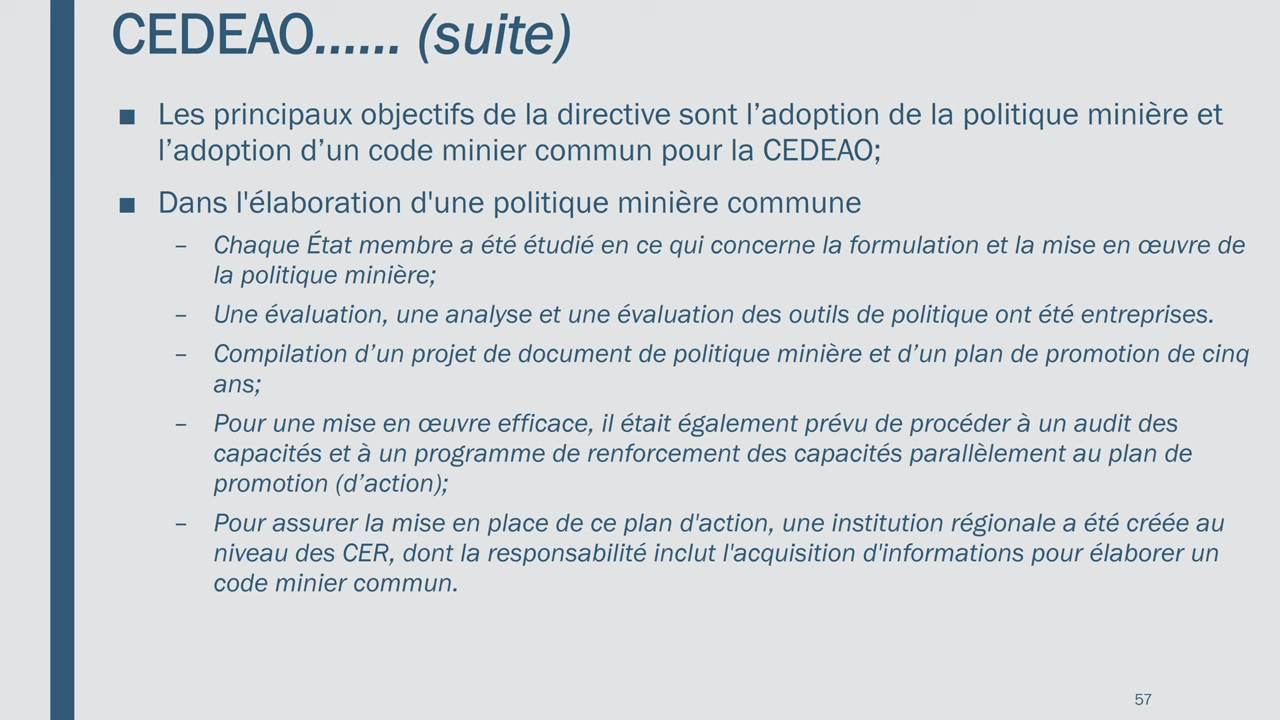 CEDEAO...... (suite)
■ Les principaux objectifs de la directive sont l’adoption de la politique minière et
l’adoption d’un code minier commun pour la CEDEAO;
■ Dans l'élaboration d'une politique minière commune
– Chaque État membre a été étudié en ce qui concerne la formulation et la mise en œuvre de
la politique minière;
– Une évaluation, une analyse et une évaluation des outils de politique ont été entreprises.
– Compilation d’un projet de document de politique minière et d’un plan de promotion de cinq
ans;
– Pour une mise en œuvre efficace, il était également prévu de procéder à un audit des
capacités et à un programme de renforcement des capacités parallèlement au plan de
promotion (d’action);
– Pour assurer la mise en place de ce plan d'action, une institution régionale a été créée au
niveau des CER, dont la responsabilité inclut l'acquisition d'informations pour élaborer un
code minier commun.
57